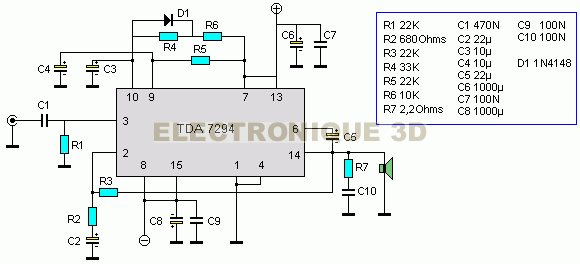 D1
R4
R6
R5
C4
C3
C6
C7
10
9
7
13
R1 22K
R2 680Ohms
R3 22K
R4 33K
R5 22K
R6 10K
R7 2,2Ohms
C1 470N
C2 22µ
C3 10µ
C4 10µ
C5 22µ
C6 1000µ
C7 100N
C8 1000µ
C9 100N
C10 100N
D1 1N4148
C1
3
R1
ELECTRONIQUE 3D
TDA 7294
6
C5
2
14
8
15
1
4
R3
R7
R2
C2
C8
C9
C10